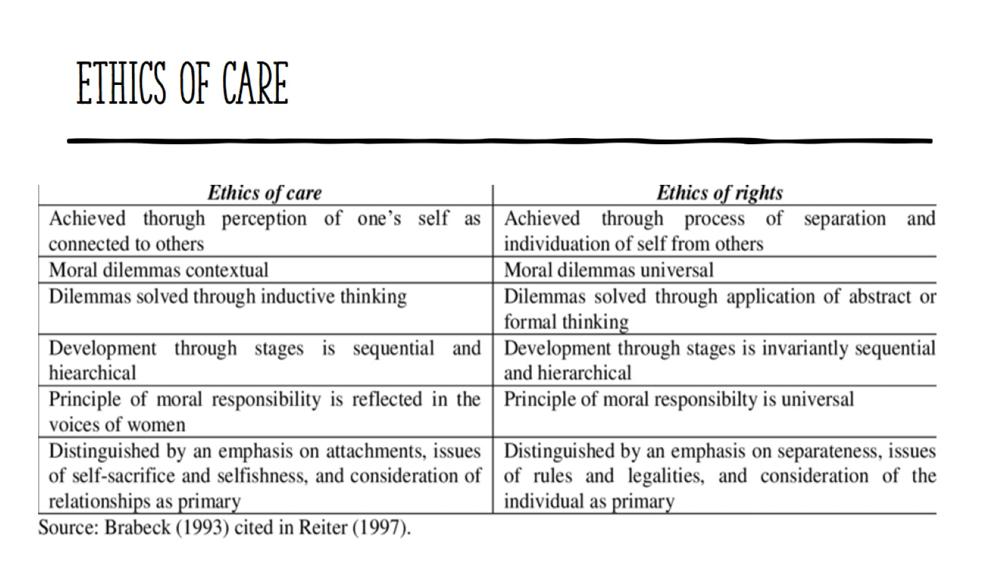 ETHICS OF CARE
Ethics of care
Ethics of rights
Achieved thorugh perception of one's self as
connected to others
Achieved through process of separation and
individuation of self from others
Moral dilemmas contextual
Moral dilemmas universal
Dilemmas solved through inductive thinking
Dilemmas solved through application of abstract or
formal thinking
Development through stages is sequential and
hiearchical
Development through stages is invariantly sequential
and hierarchical
Principle of moral responsibility is reflected in the
voices of women
Principle of moral responsibilty is universal
Distinguished by an emphasis on attachments, issues
of self-sacrifice and selfishness, and consideration of
relationships as primary
Distinguished by an emphasis on separateness, issues
of rules and legalities, and consideration of the
individual as primary
Source: Brabeck (1993) cited in Reiter (1997).